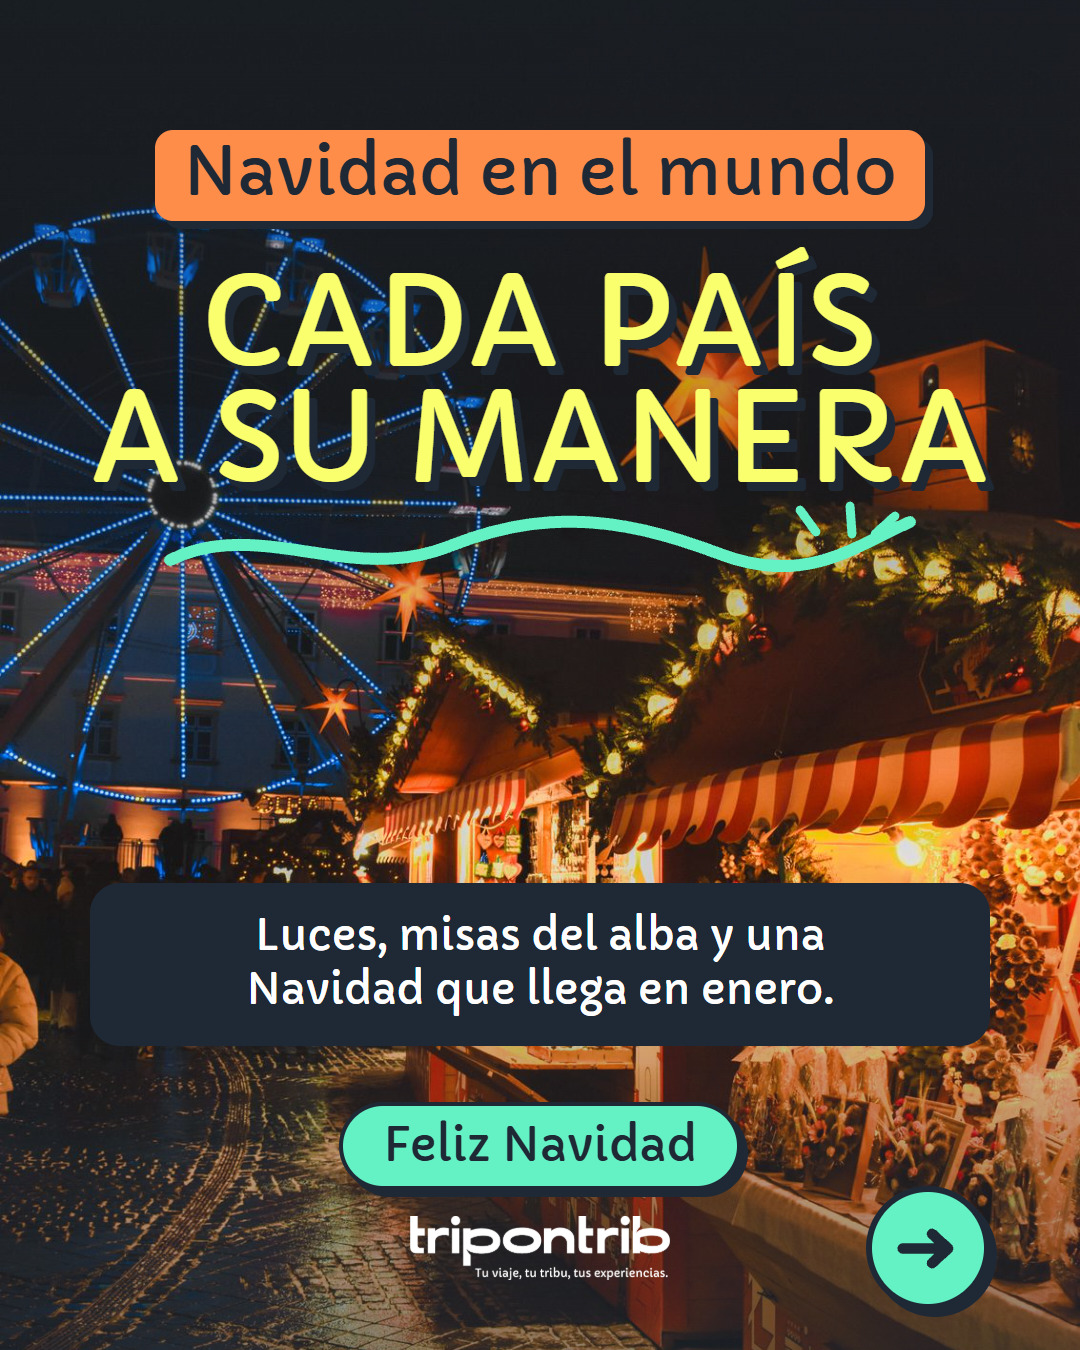 Navidad en el mundo
CADA PAÍS
A SU MANERA
Luces, misas del alba y una
Navidad que llega en enero.
Feliz Navidad
tripontrib
Tu viaje, tu tribu, tus experiencias.